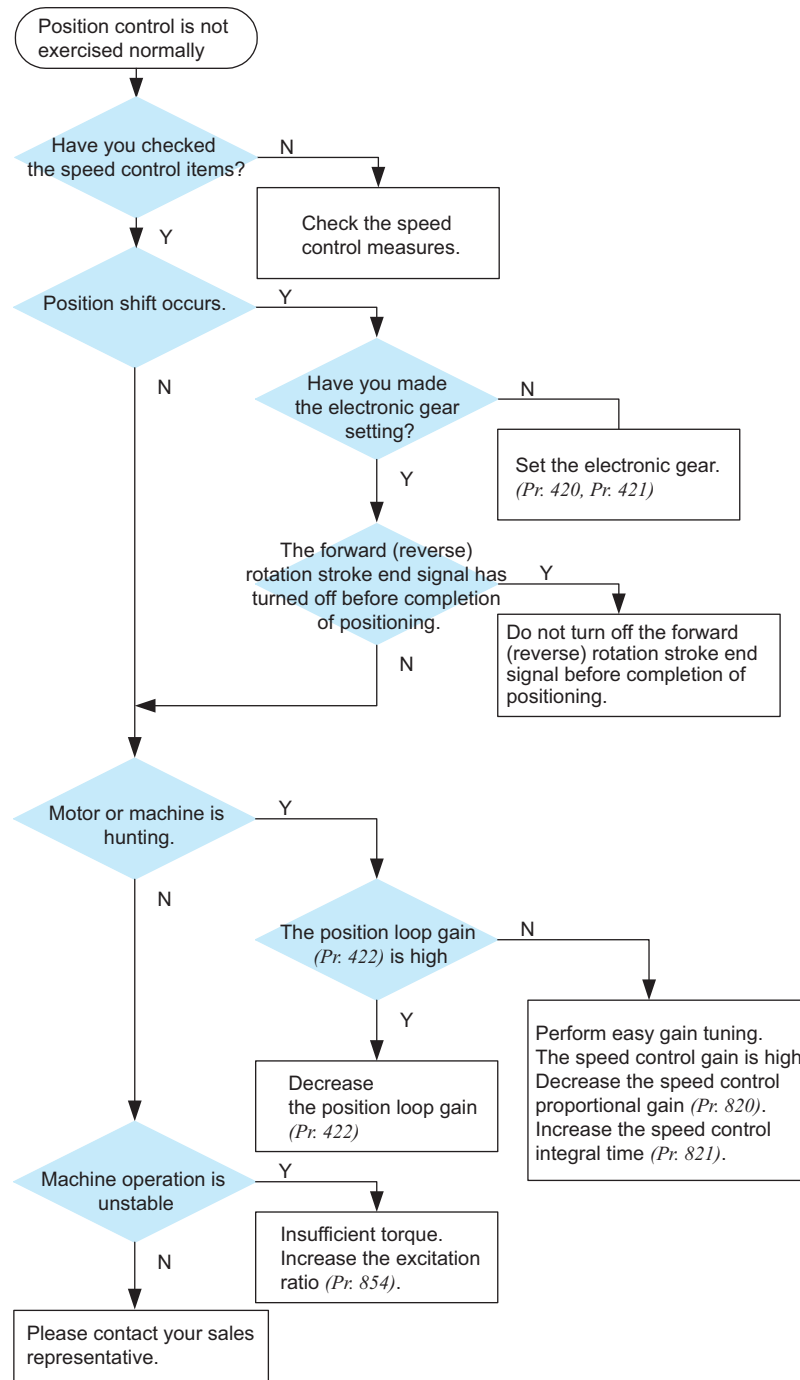 Position control is not
exercised normally
Have you checked
the speed control items?
N
Check the speed
control measures.
Y
Position shift occurs.
Y
N
Have you made
the electronic gear
setting?
N
Set the electronic gear.
(Pr. 420, Pr. 421)
Y
The forward (reverse)
rotation stroke end signal has
turned off before completion
of positioning.
Y
Do not turn off the forward
(reverse) rotation stroke end
signal before completion of
positioning.
N
Motor or machine is
hunting.
Y
N
The position loop gain
(Pr. 422) is high
N
Y
Perform easy gain tuning.
The speed control gain is high
Decrease the speed control
proportional gain (Pr. 820).
Increase the speed control
integral time (Pr. 821).
Decrease
the position loop gain
(Pr. 422)
Machine operation is
unstable
Y
Insufficient torque.
Increase the excitation
ratio (Pr. 854).
N
Please contact your sales
representative.